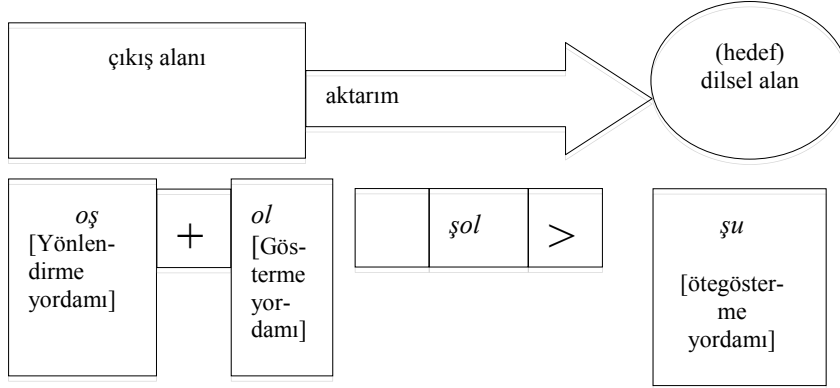 çıkış alanı
aktarım
(hedef)
dilsel alan
oş
[Yönlen-
dirme
yordamı]
+
ol
[Gös-
terme
yor-
damı]
şol
>
şu
[ötegöster-
me
yordamı]